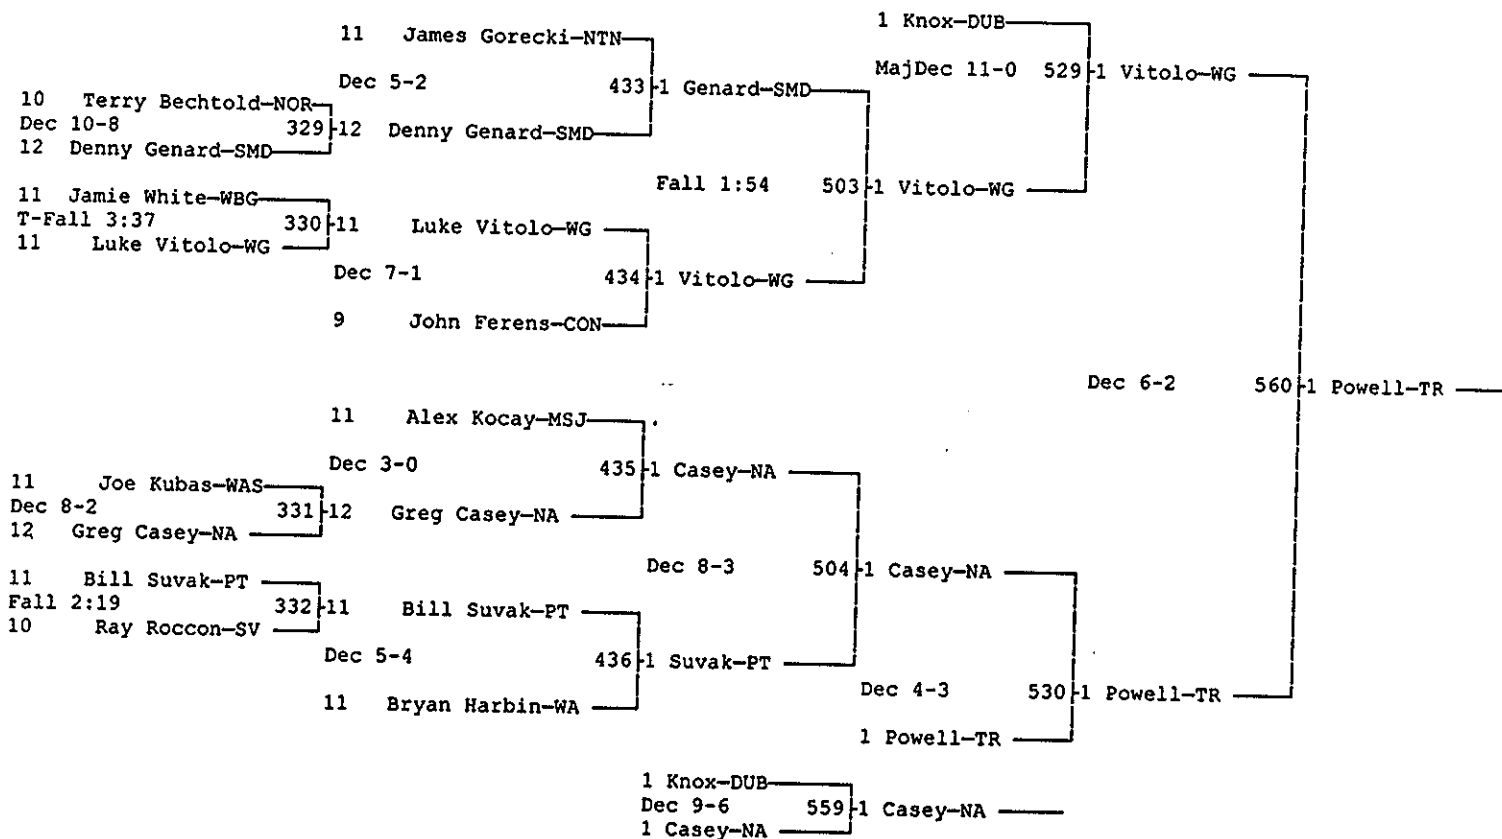 1 Knox-DUB
11 James Gorecki-NTN
MajDec 11-0 529 1 Vitolo-WG
Dec 5-2 433 1 Genard-SMD
10 Terry Bechtold-NOR
Dec 10-8 329 12 Denny Genard-SMD
12 Denny Genard-SMD
Fall 1:54 503 1 Vitolo-WG
11 Jamie White-WBG
T-Fall 3:37 330 11 Luke Vitolo-WG
11 Luke Vitolo-WG
Dec 7-1 434 1 Vitolo-WG
9 John Ferens-CON
Dec 6-2 560 1 Powell-TR
11 Alex Kocay-MSJ
Dec 3-0 435 1 Casey-NA
11 Joe Kubas-WAS
Dec 8-2 331 12 Greg Casey-NA
12 Greg Casey-NA
Dec 8-3 504 1 Casey-NA
11 Bill Suvak-PT
Fall 2:19 332 11 Bill Suvak-PT
10 Ray Roccon-SV
Dec 5-4 436 1 Suvak-PT
Dec 4-3 530 1 Powell-TR
11 Bryan Harbin-WA
1 Powell-TR
1 Knox-DUB
Dec 9-6 559 1 Casey-NA
1 Casey-NA